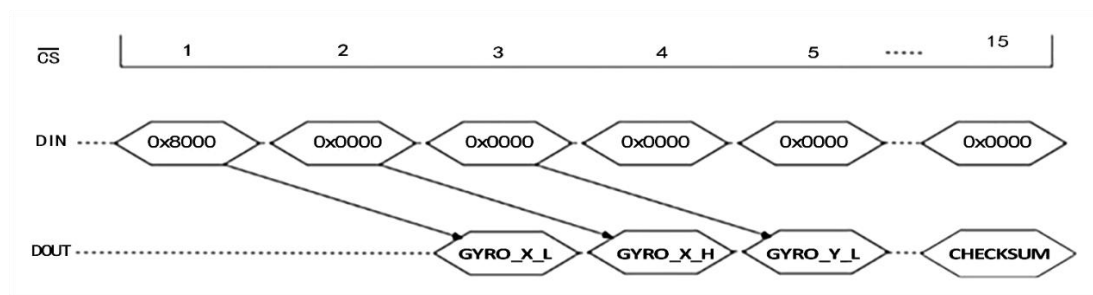 CS 1 2 3 4 5 ..... 15
DIN 0x8000 0x0000 0x0000 0x0000 0x0000 0x0000
DOUT GYRO_X_L GYRO_X_H GYRO_Y_L CHECKSUM